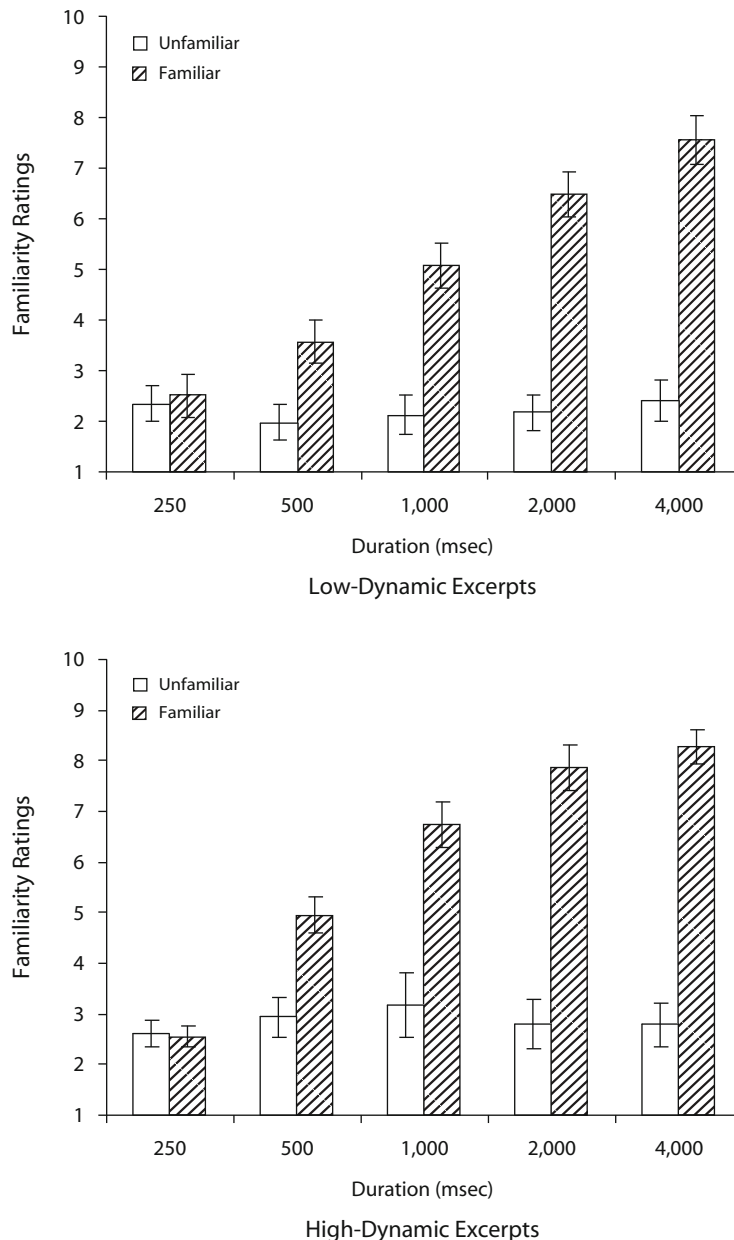 10
9
8
7
6
5
4
3
2
1
Familiarity Ratings
Unfamiliar
Familiar
250 500 1,000 2,000 4,000
Duration (msec)
Low-Dynamic Excerpts
10
9
8
7
6
5
4
3
2
1
Familiarity Ratings
Unfamiliar
Familiar
250 500 1,000 2,000 4,000
Duration (msec)
High-Dynamic Excerpts